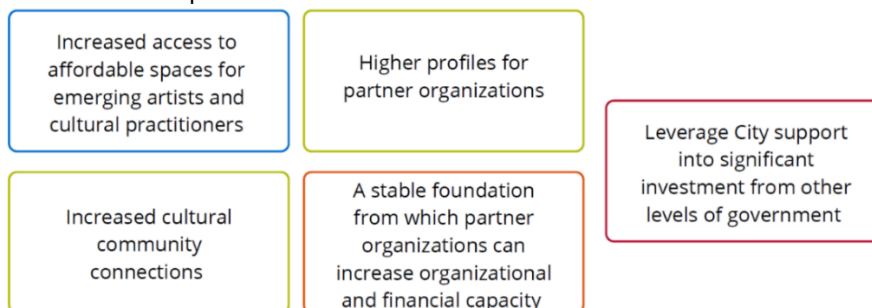 Increased access to
affordable spaces for
emerging artists and
cultural practitioners
Higher profiles for
partner organizations
Increased cultural
community
connections
A stable foundation
from which partner
organizations can
increase organizational
and financial capacity
Leverage City support
into significant
investment from other
levels of government